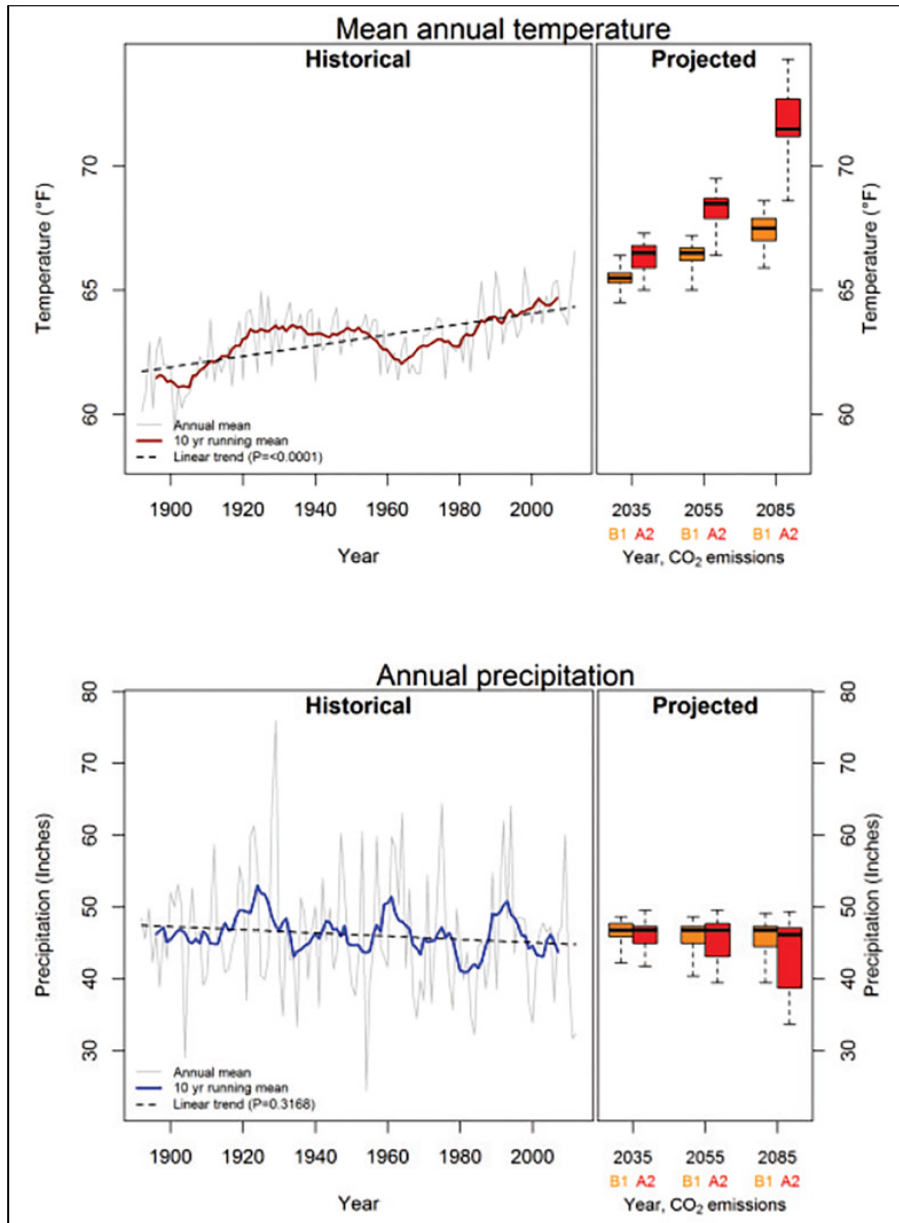 Mean annual temperature
Historical
Projected
Temperature (°F)
70
65
60
Annual mean
10 yr running mean
Linear trend (P=<0.0001)
1900 1920 1940 1960 1980 2000
Year
70
65
60
Temperature (°F)
2035 2055 2085
B1 A2 B1 A2 B1 A2
Year, CO₂ emissions
Annual precipitation
Historical
Projected
Precipitation (Inches)
80
70
60
50
40
30
Annual mean
10 yr running mean
Linear trend (P=0.3168)
1900 1920 1940 1960 1980 2000
Year
80
70
60
50
40
30
Precipitation (Inches)
2035 2055 2085
B1 A2 B1 A2 B1 A2
Year, CO₂ emissions